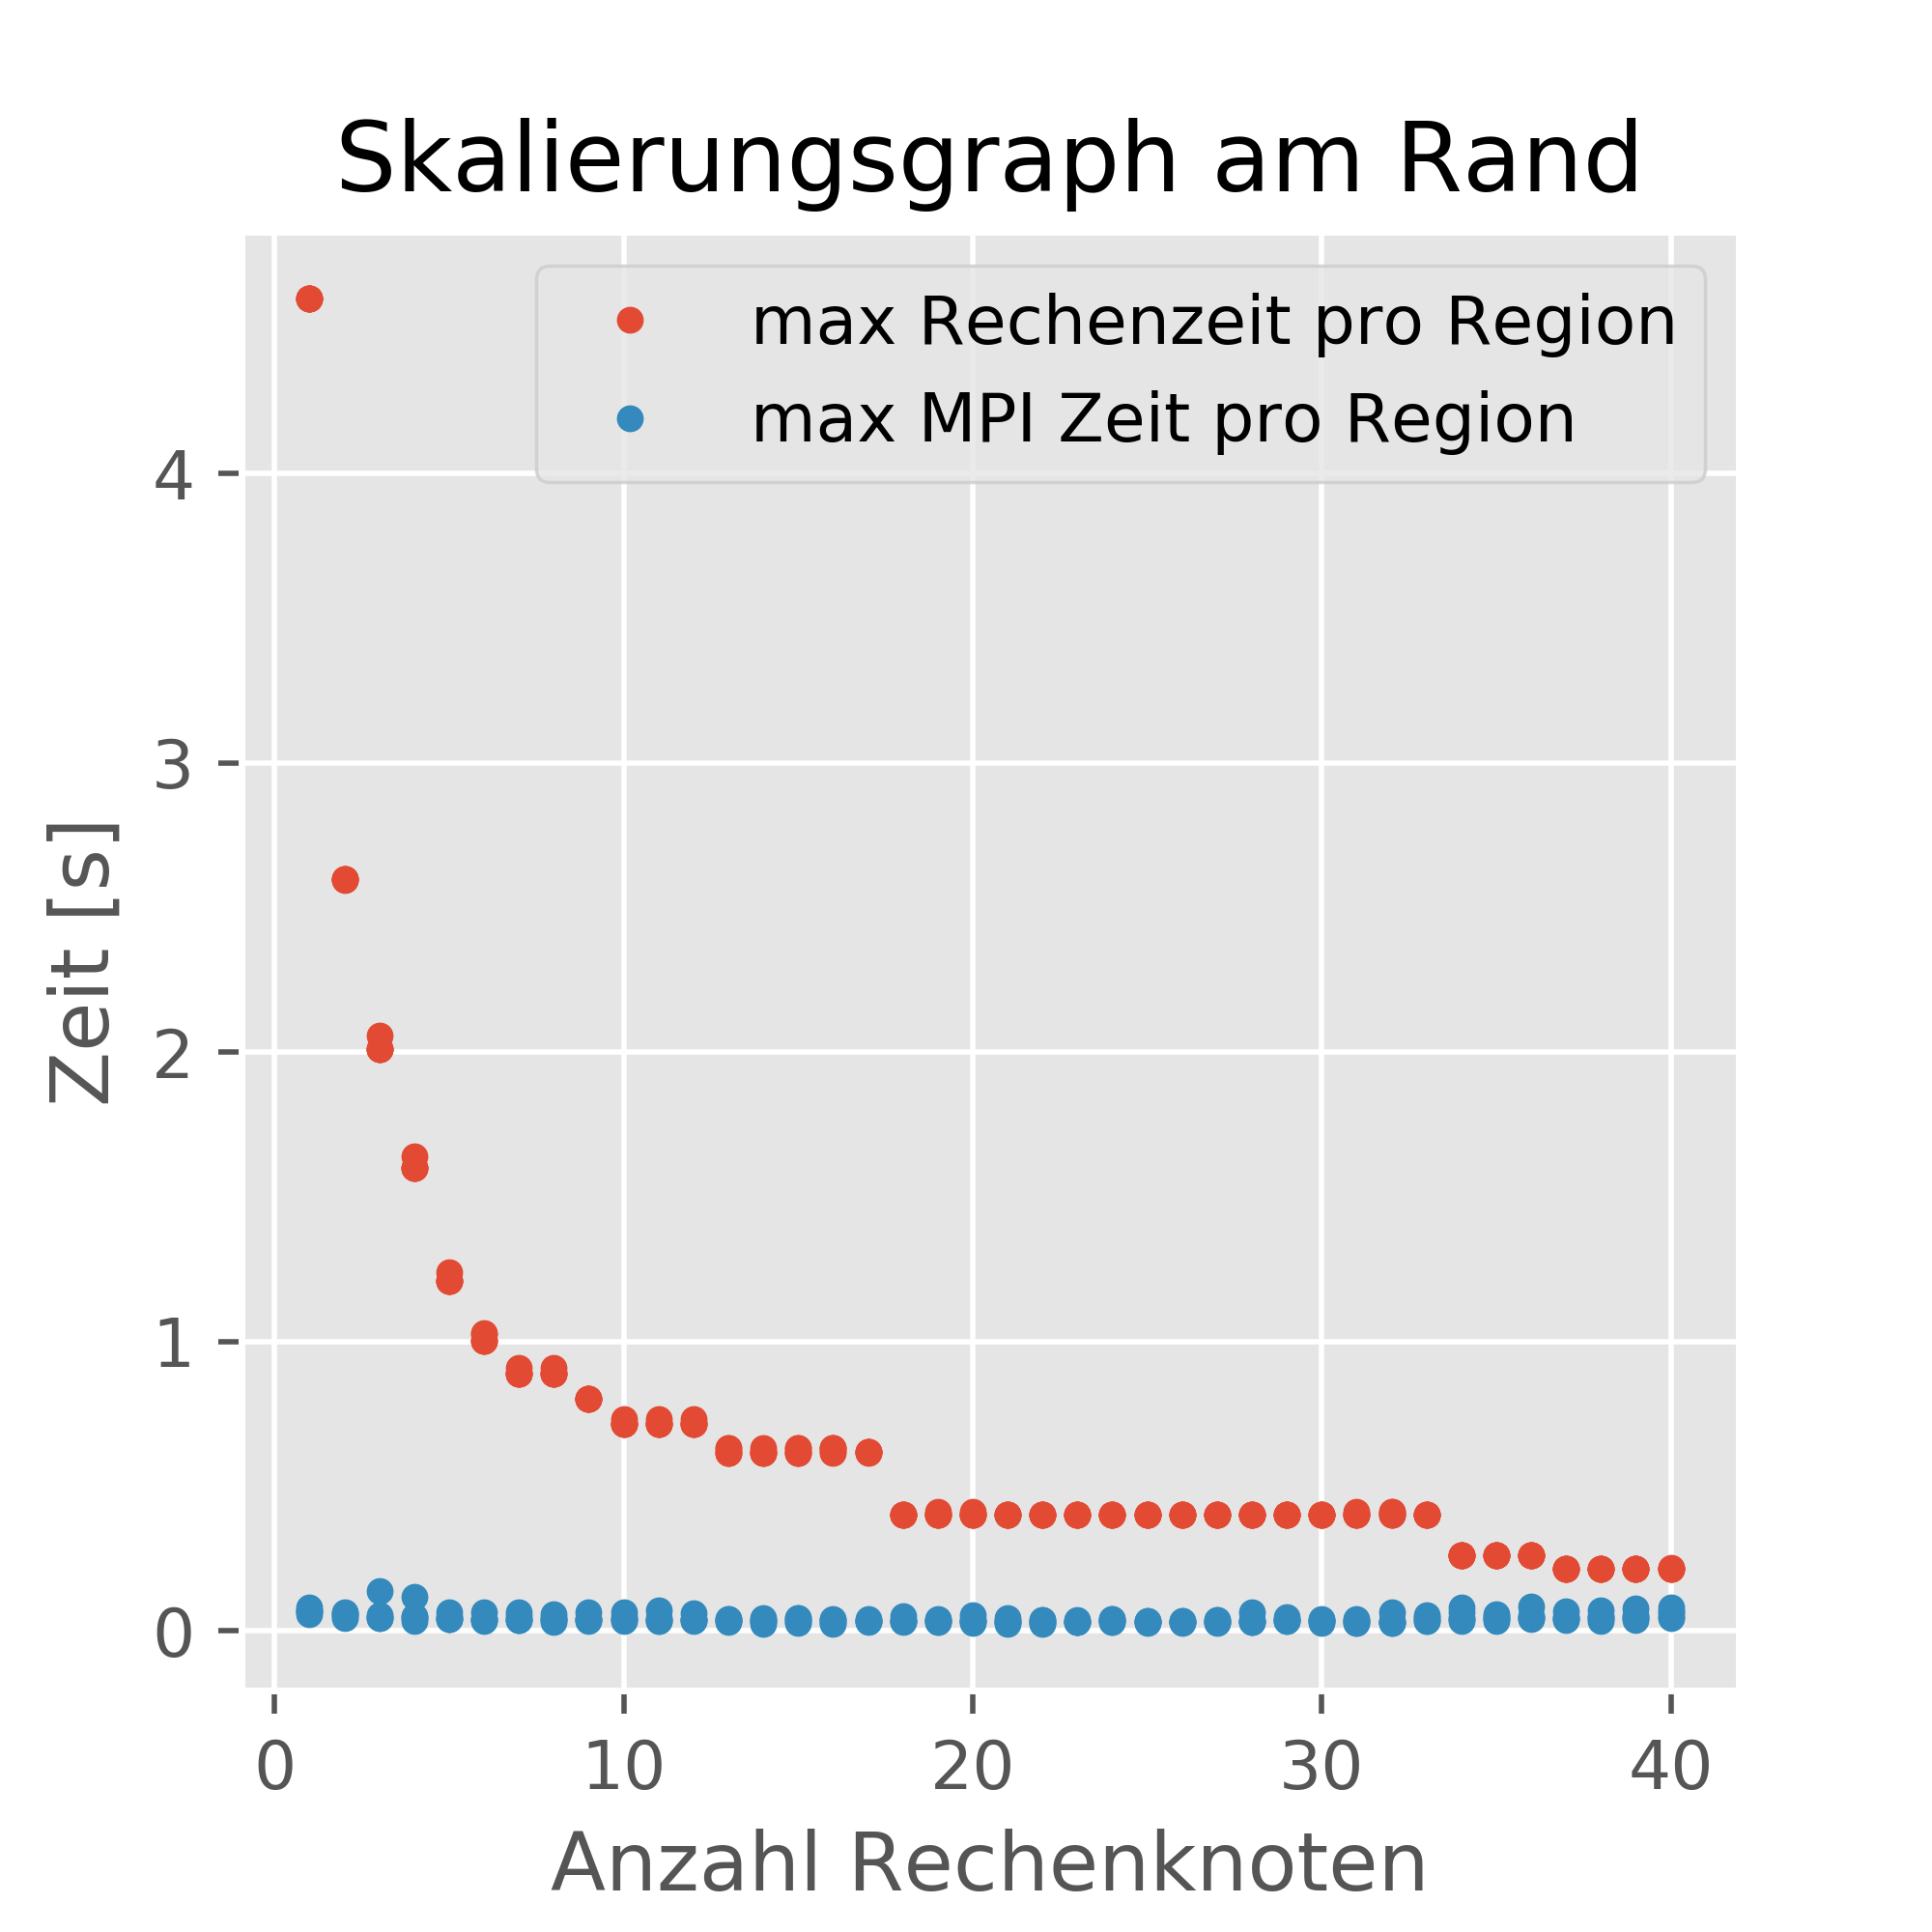 Skalierungsgraph am Rand
max Rechenzeit pro Region
max MPI Zeit pro Region
4
3
2
1
0
Zeit [s]
0 10 20 30 40
Anzahl Rechenknoten